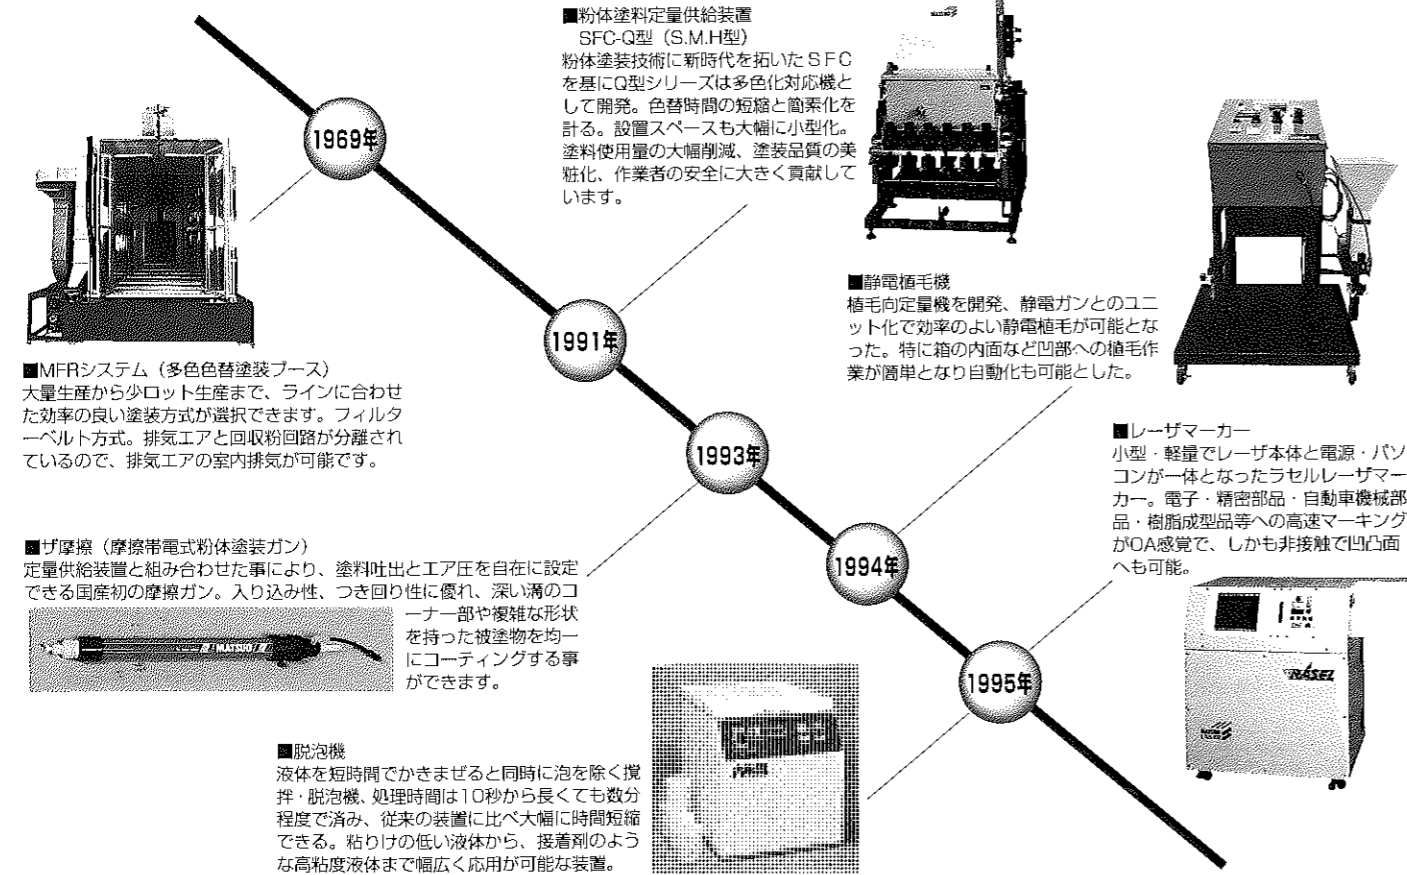 ■粉体塗料定量供給装置
SFC-Q型（S.M.H型）
粉体塗装技術に新時代を拓いたＳＦＣ
を基にQ型シリーズは多色化対応機と
して開発。色替時間の短縮と簡素化を
計る。設置スペースも大幅に小型化。
塗料使用量の大幅削減、塗装品質の美
粧化、作業者の安全に大きく貢献して
います。
1969年
■MFRシステム（多色色替塗装ブース）
大量生産から少ロット生産まで、ラインに合わせ
た効率の良い塗装方式が選択できます。フィルタ
ーベルト方式。排気エアと回収粉回路が分離され
ているので、排気エアの室内排気が可能です。
1991年
■静電植毛機
植毛向定量機を開発、静電ガンとのユニ
ット化で効率のよい静電植毛が可能とな
った。特に箱の内面など凹部への植毛作
業が簡単となり自動化も可能とした。
1993年
■ザ摩擦（摩擦帯電式粉体塗装ガン）
定量供給装置と組み合わせた事により、塗料吐出とエア圧を自在に設定
できる国産初の摩擦ガン。入り込み性、つき回り性に優れ、深い溝のコ
ーナー部や複雑な形状
を持った被塗物を均一
にコーティングする事
ができます。
MATSUO
1994年
■レーザマーカー
小型・軽量でレーザ本体と電源・パソ
コンが一体となったラセルレーザマー
カー。電子・精密部品・自動車機械部
品・樹脂成型品等への高速マーキング
がOA感覚で、しかも非接触で凹凸面
へも可能。
RASEL
1995年
■脱泡機
液体を短時間でかきまぜると同時に泡を除く撹
拌・脱泡機、処理時間は10秒から長くても数分
程度で済み、従来の装置に比べ大幅に時間短縮
できる。粘りけの低い液体から、接着剤のよう
な高粘度液体まで幅広く応用が可能な装置。